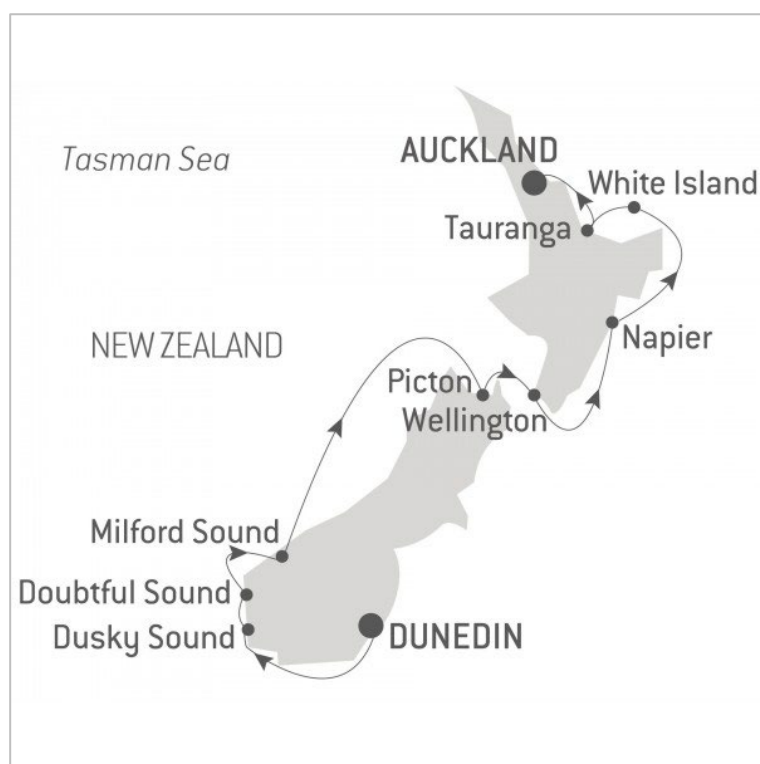 Tasman Sea
AUCKLAND
White Island
Tauranga
NEW ZEALAND
Napier
Picton
Wellington
Milford Sound
Doubtful Sound
Dusky Sound
DUNEDIN